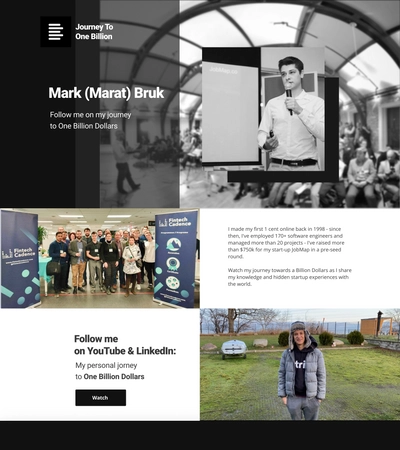 Journey To
One Billion
Mark (Marat) Bruk
Follow me on my journey
to One Billion Dollars
Fintech
Cadence
Fintech
Cadence
I made my first 1 cent online back in 1998 - since
then, I've employed 170+ software engineers and
managed more than 20 projects - I've raised more
than $750k for my start-up JobMap in a pre-seed
round.
Watch my journey towards a Billion Dollars as I share
my knowledge and hidden startup experiences with
the world.
Follow me
on YouTube & LinkedIn:
My personal jorney
to One Billion Dollars
Watch
tri